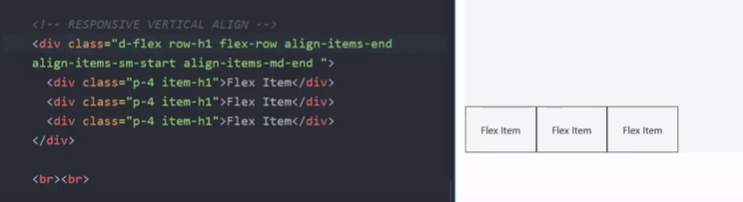 <!-- RESPONSIVE VERTICAL ALIGN -->
<div class="d-flex row-h1 flex-row align-items-end
align-items-sm-start align-items-md-end ">
<div class="p-4 item-h1">Flex Item</div>
<div class="p-4 item-h1">Flex Item</div>
<div class="p-4 item-h1">Flex Item</div>
</div>
<br><br>
Flex Item Flex Item Flex Item